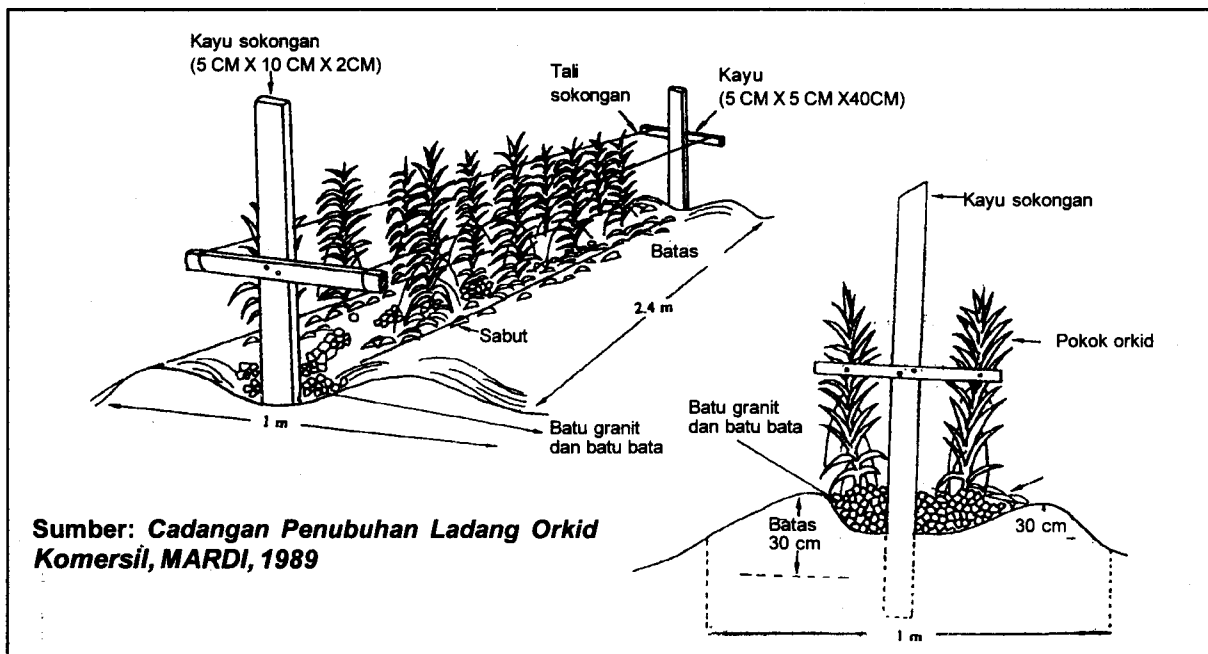 Kayu sokongan
(5 CM X 10 CM X 2CM)
Tali
sokongan
Kayu
(5 CM X 5 CM X40CM)
Batas
2.4 m
Sabut
1 m
Batu granit
dan batu bata
Kayu sokongan
Pokok orkid
Batu granit
dan batu bata
Batas
30 cm
30 cm
1 m
Sumber: Cadangan Penubuhan Ladang Orkid
Komersil, MARDI, 1989